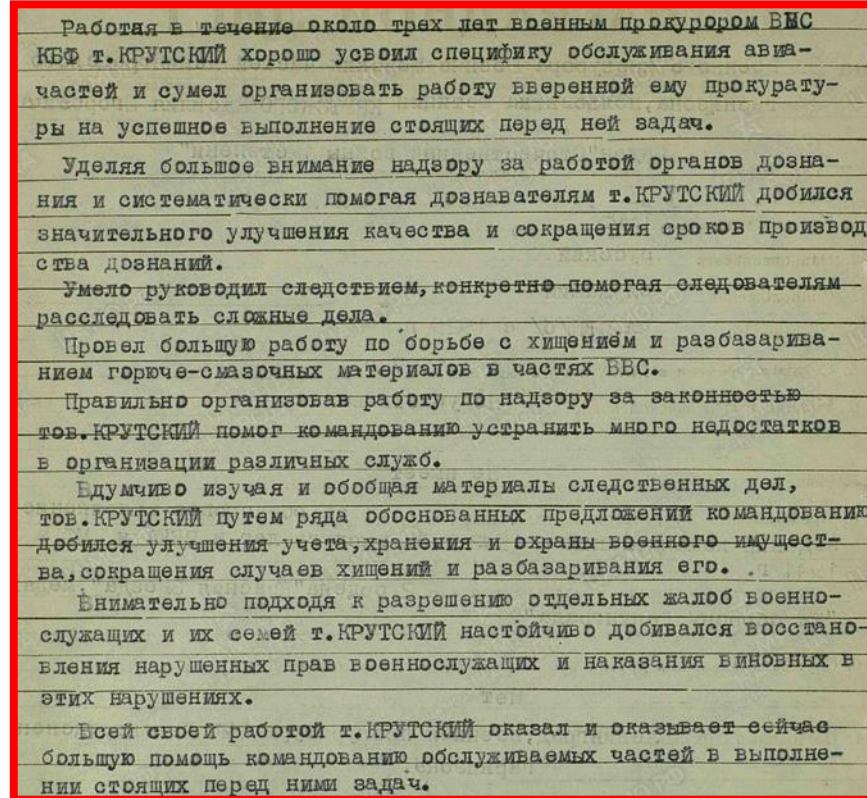 Работая в течение около трех лет военным прокурором ВВС
КБФ т.КРУТСКИЙ хорошо усвоил специфику обслуживания авиа-
частей и сумел организовать работу вверенной ему прокурату-
ры на успешное выполнение стоящих перед ней задач.
Уделяя большое внимание надзору за работой органов дозна-
ния и систематически помогая дознавателям т.КРУТСКИЙ добился
значительного улучшения качества и сокращения сроков производ
ства дознаний.
Умело руководил следствием,конкретно помогая следователям
расследовать сложные дела.
Провел большую работу по борьбе с хищением и разбазарива-
нием горюче-смазочных материалов в частях ВВС.
Правильно организовав работу по надзору за законностью
тов.КРУТСКИЙ помог командованию устранить много недостатков
в организации различных служб.
Вдумчиво изучая и обобщая материалы следственных дел,
тов.КРУТСКИЙ путем ряда обоснованных предложений командованию
добился улучшения учета,хранения и охраны военного имущест-
ва,сокращения случаев хищений и разбазаривания его.
Внимательно подходя к разрешению отдельных жалоб военно-
служащих и их семей т.КРУТСКИЙ настойчиво добивался восстано-
вления нарушенных прав военнослужащих и наказания виновных в
этих нарушениях.
Всей своей работой т.КРУТСКИЙ оказал и оказывает сейчас
большую помощь командованию обслуживаемых частей в выполне-
нии стоящих перед ними задач.